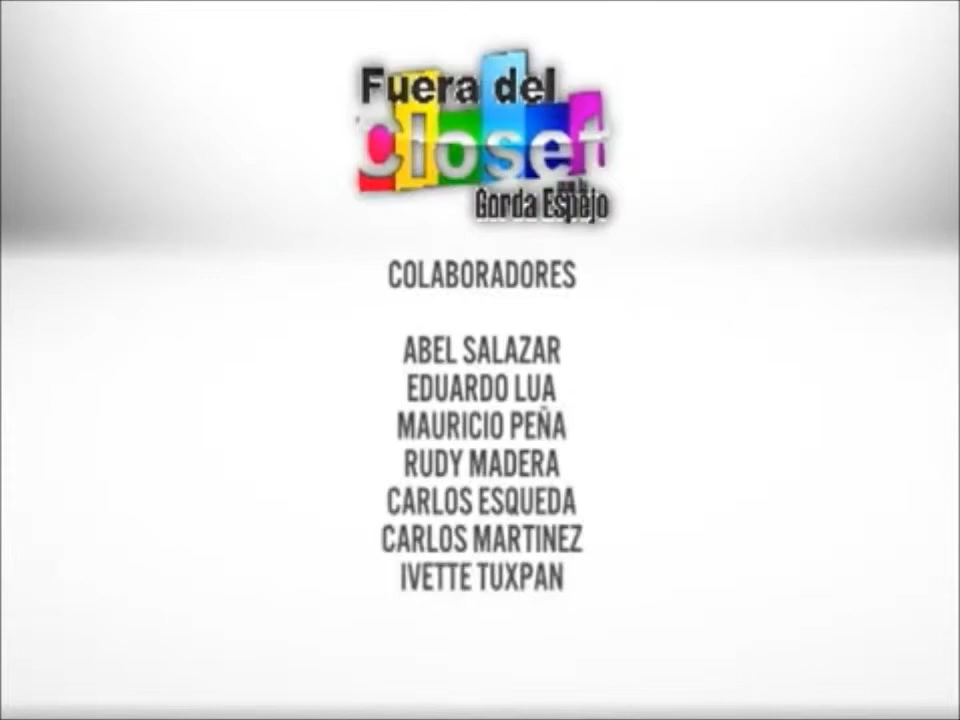 Fuera del
Closet
con la
Gorda Espejo
COLABORADORES
ABEL SALAZAR
EDUARDO LUA
MAURICIO PEÑA
RUDY MADERA
CARLOS ESQUEDA
CARLOS MARTINEZ
IVETTE TUXPAN